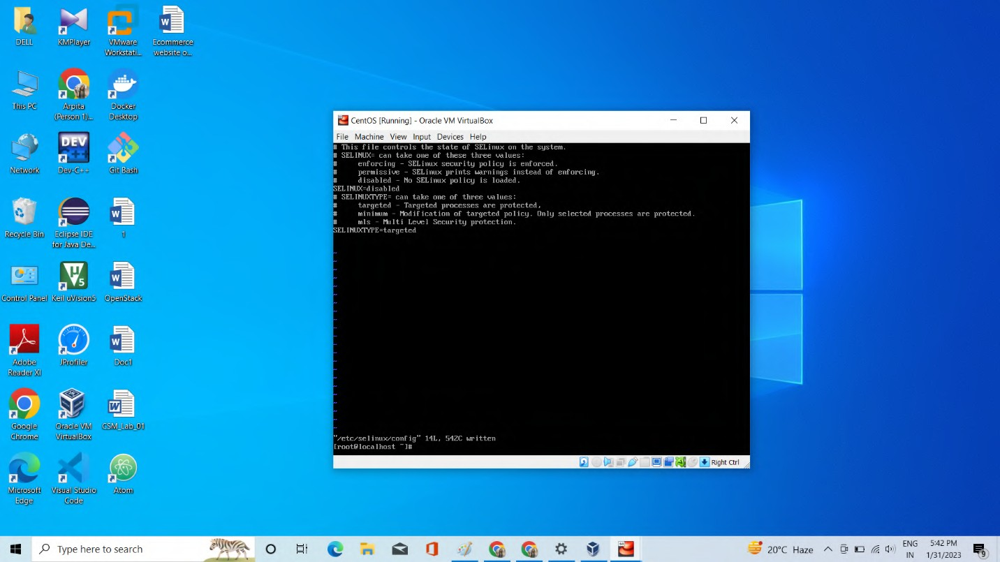 DELL
KMPlayer
VMware
Workstati...
Ecommerce
website o...
This PC
Arpita
(Person 1)...
Docker
Desktop
Network
DEV
Dev-C++
Git Bash
Recycle Bin
Eclipse IDE
for Java De...
1
Control Panel
Keil uVision5
OpenStack
Adobe
Reader XI
JProfiler
Doc1
Google
Chrome
Oracle VM
VirtualBox
CSM_Lab_01
Microsoft
Edge
Visual Studio
Code
Atom
CentOS [Running] - Oracle VM VirtualBox
File Machine View Input Devices Help
# This file controls the state of SELinux on the system.
# SELINUX= can take one of these three values:
#     enforcing - SELinux security policy is enforced.
#     permissive - SELinux prints warnings instead of enforcing.
#     disabled - No SELinux policy is loaded.
SELINUX=disabled
# SELINUXTYPE= can take one of three values:
#     targeted - Targeted processes are protected,
#     minimum - Modification of targeted policy. Only selected processes are protected.
#     mls - Multi Level Security protection.
SELINUXTYPE=targeted
"/etc/selinux/config" 14L, 542C written
[root@localhost ~]#
Right Ctrl
Type here to search
20°C Haze
ENG
IN
5:42 PM
1/31/2023
9